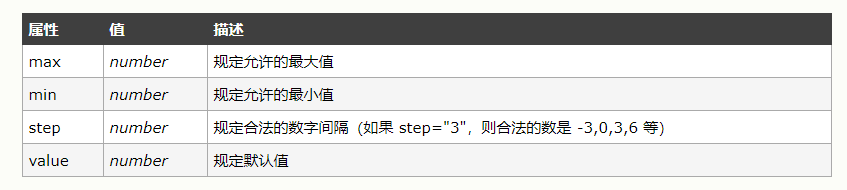 属性 值 描述
max number 规定允许的最大值
min number 规定允许的最小值
step number 规定合法的数字间隔（如果 step="3"，则合法的数是 -3,0,3,6 等）
value number 规定默认值